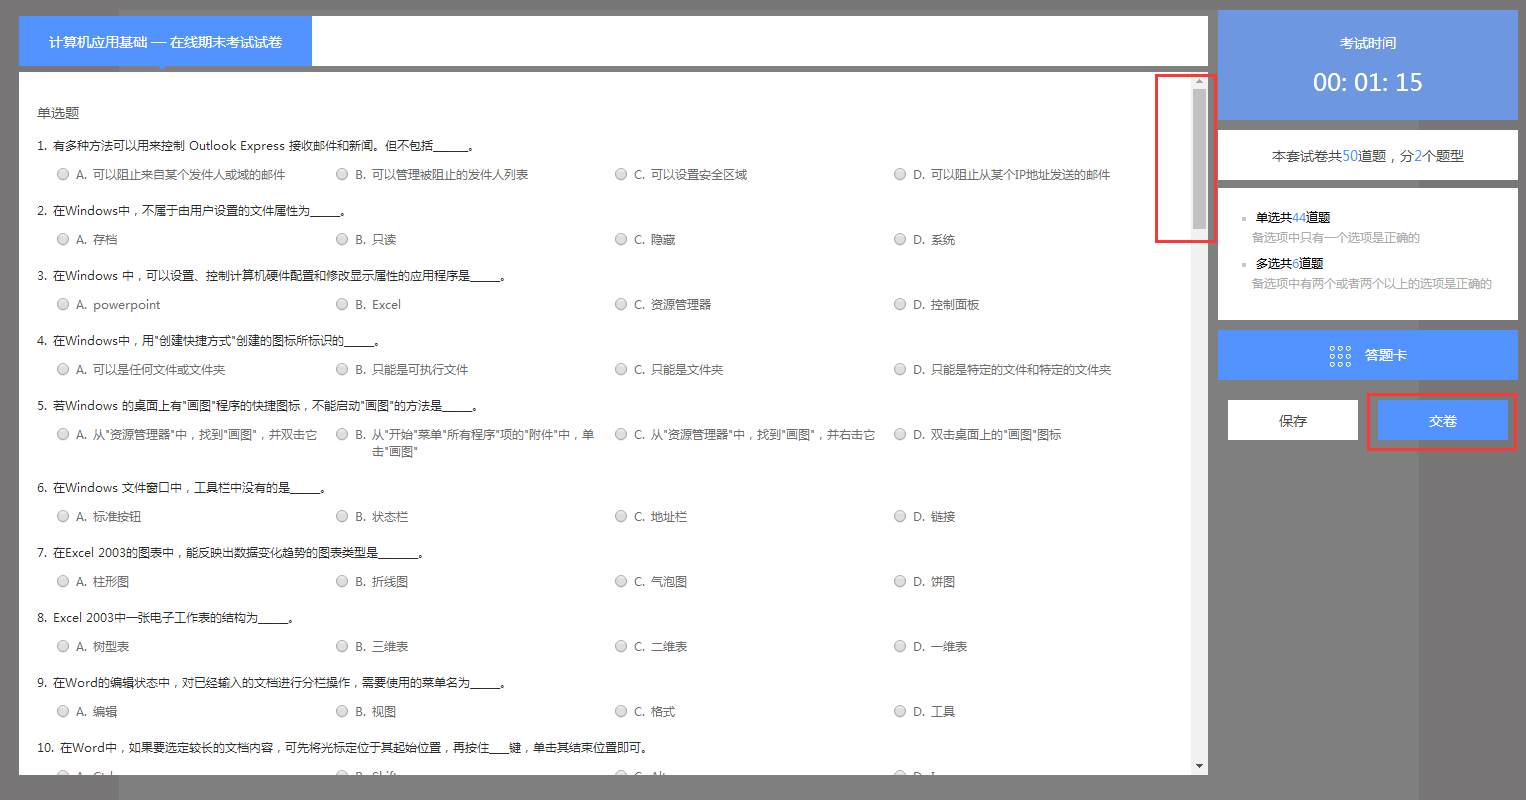 计算机应用基础 — 在线期末考试试卷
单选题
1. 有多种方法可以用来控制 Outlook Express 接收邮件和新闻。但不包括______。
A. 可以阻止来自某个发件人或域的邮件 B. 可以管理被阻止的发件人列表 C. 可以设置安全区域 D. 可以阻止从某个IP地址发送的邮件
2. 在Windows中，不属于由用户设置的文件属性为_____。
A. 存档 B. 只读 C. 隐藏 D. 系统
3. 在Windows 中，可以设置、控制计算机硬件配置和修改显示属性的应用程序是_____。
A. powerpoint B. Excel C. 资源管理器 D. 控制面板
4. 在Windows中，用"创建快捷方式"创建的图标所标识的_____。
A. 可以是任何文件或文件夹 B. 只能是可执行文件 C. 只能是文件夹 D. 只能是特定的文件和特定的文件夹
5. 若Windows 的桌面上有"画图"程序的快捷图标，不能启动"画图"的方法是_____。
A. 从"资源管理器"中，找到"画图"，并双击它 B. 从"开始"菜单"所有程序"项的"附件"中，单 C. 从"资源管理器"中，找到"画图"，并右击它 D. 双击桌面上的"画图"图标
击"画图"
6. 在Windows 文件窗口中，工具栏中没有的是_____。
A. 标准按钮 B. 状态栏 C. 地址栏 D. 链接
7. 在Excel 2003的图表中，能反映出数据变化趋势的图表类型是_______。
A. 柱形图 B. 折线图 C. 气泡图 D. 饼图
8. Excel 2003中一张电子工作表的结构为_____。
A. 树型表 B. 三维表 C. 二维表 D. 一维表
9. 在Word的编辑状态中，对已经输入的文档进行分栏操作，需要使用的菜单名为_____。
A. 编辑 B. 视图 C. 格式 D. 工具
10. 在Word中，如果要选定较长的文档内容，可先将光标定位于其起始位置，再按住___键，单击其结束位置即可。
考试时间
00: 01: 15
本套试卷共50道题，分2个题型
单选共44道题
备选项中只有一个选项是正确的
多选共6道题
备选项中有两个或者两个以上的选项是正确的
答题卡
保存 交卷